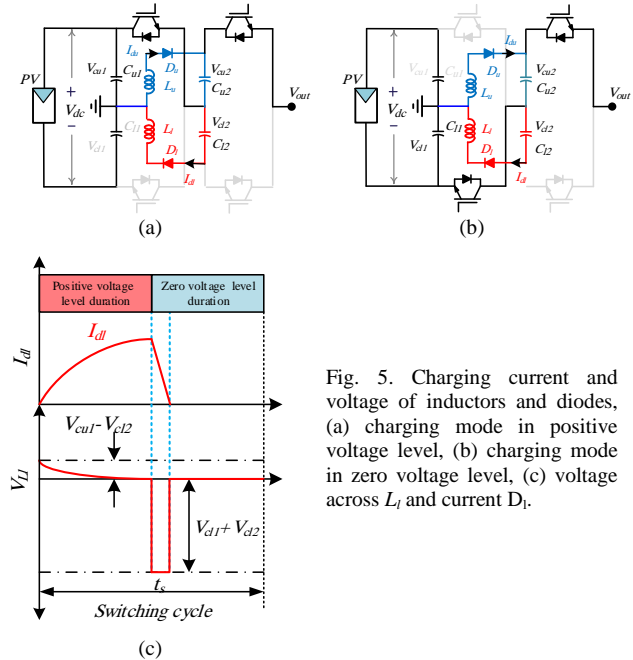 I_du
V_cu1
C_u1
D_u
L_u
V_cu2
C_u2
PV
+
V_dc
−
V_out
V_cl1
C_l1
L_l
D_l
V_cl2
C_l2
I_dl
(a)
I_du
V_cu1
C_u1
D_u
L_u
V_cu2
C_u2
PV
+
V_dc
−
V_out
V_cl1
C_l1
L_l
D_l
V_cl2
C_l2
I_dl
(b)
Positive voltage level duration
Zero voltage level duration
I_dl
I_dl
V_cu1-V_cl2
V_Ll
V_cl1+V_cl2
t_s
Switching cycle
(c)
Fig. 5. Charging current and
voltage of inductors and diodes,
(a) charging mode in positive
voltage level, (b) charging mode
in zero voltage level, (c) voltage
across L_l and current D_l.